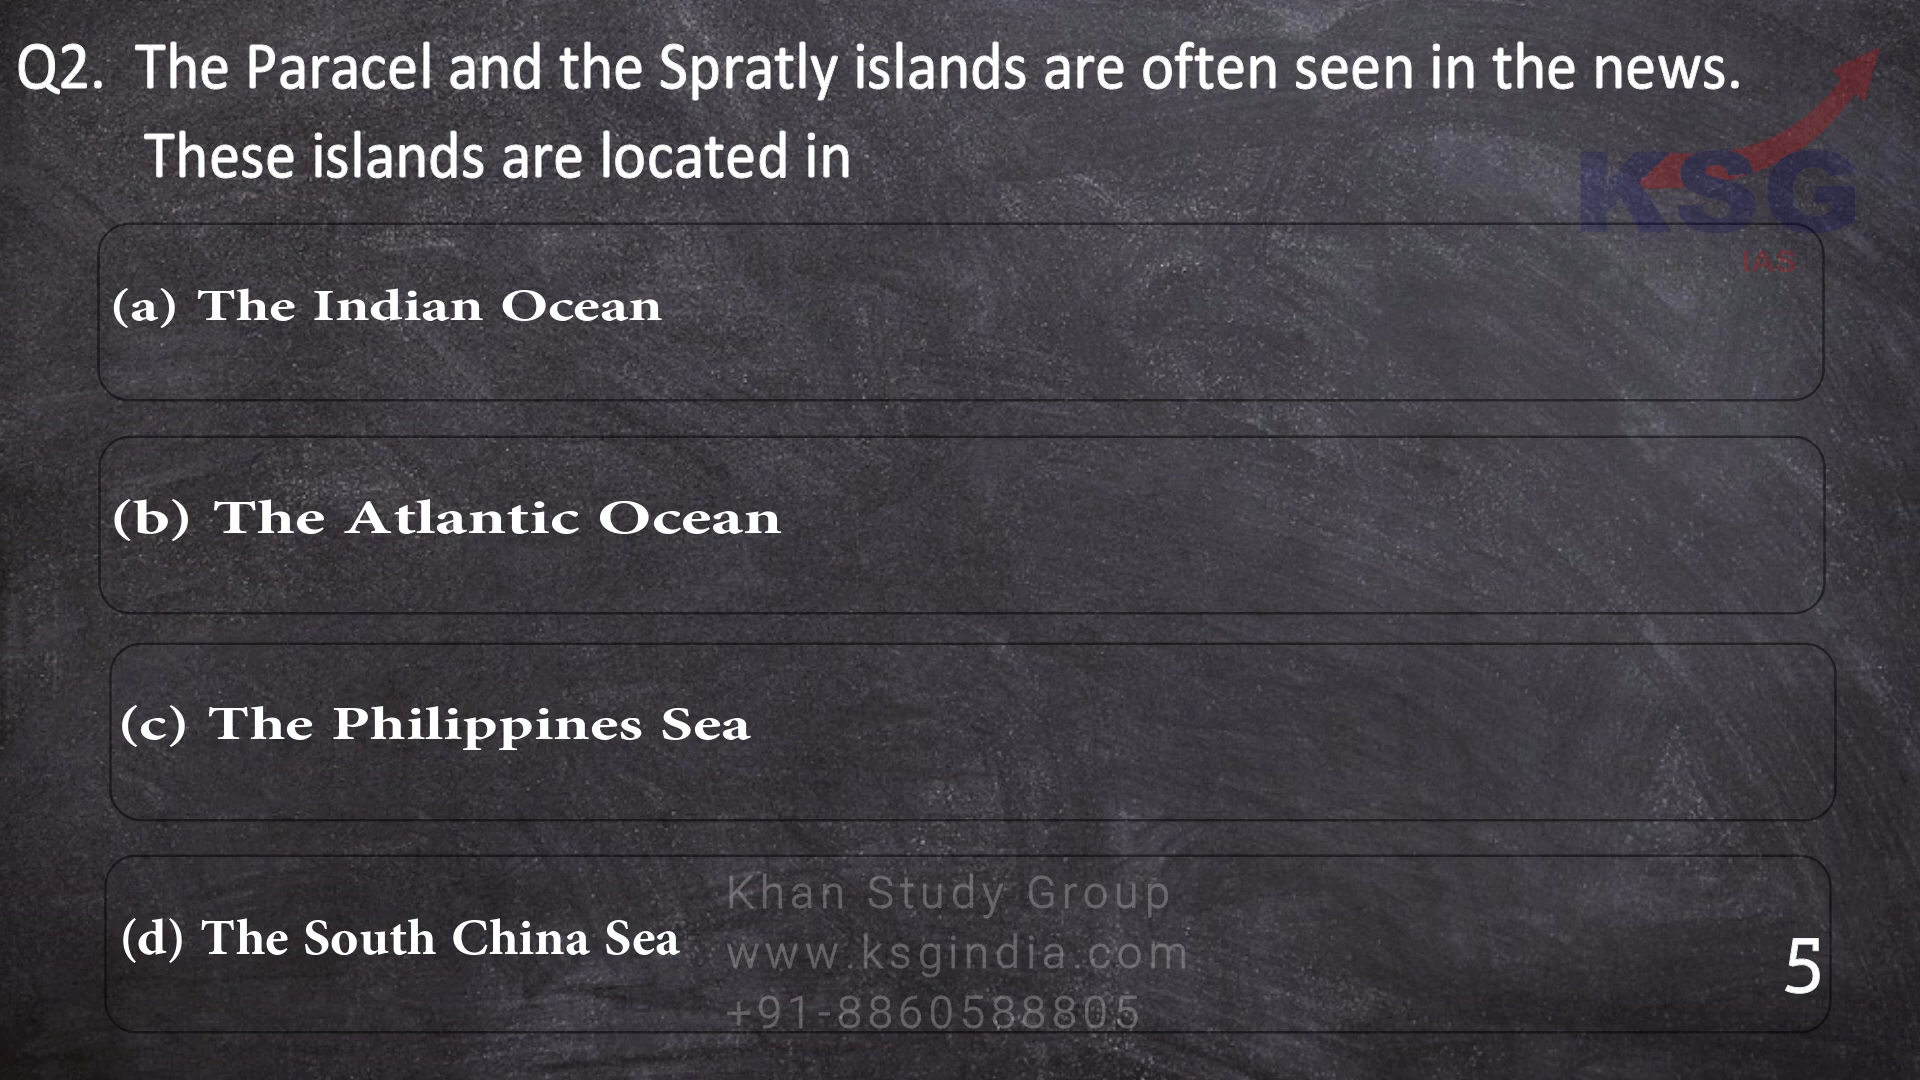 Q2. The Paracel and the Spratly islands are often seen in the news.
These islands are located in
KSG
IAS
(a) The Indian Ocean
(b) The Atlantic Ocean
(c) The Philippines Sea
(d) The South China Sea
Khan Study Group
www.ksgindia.com
+91-8860588805
5